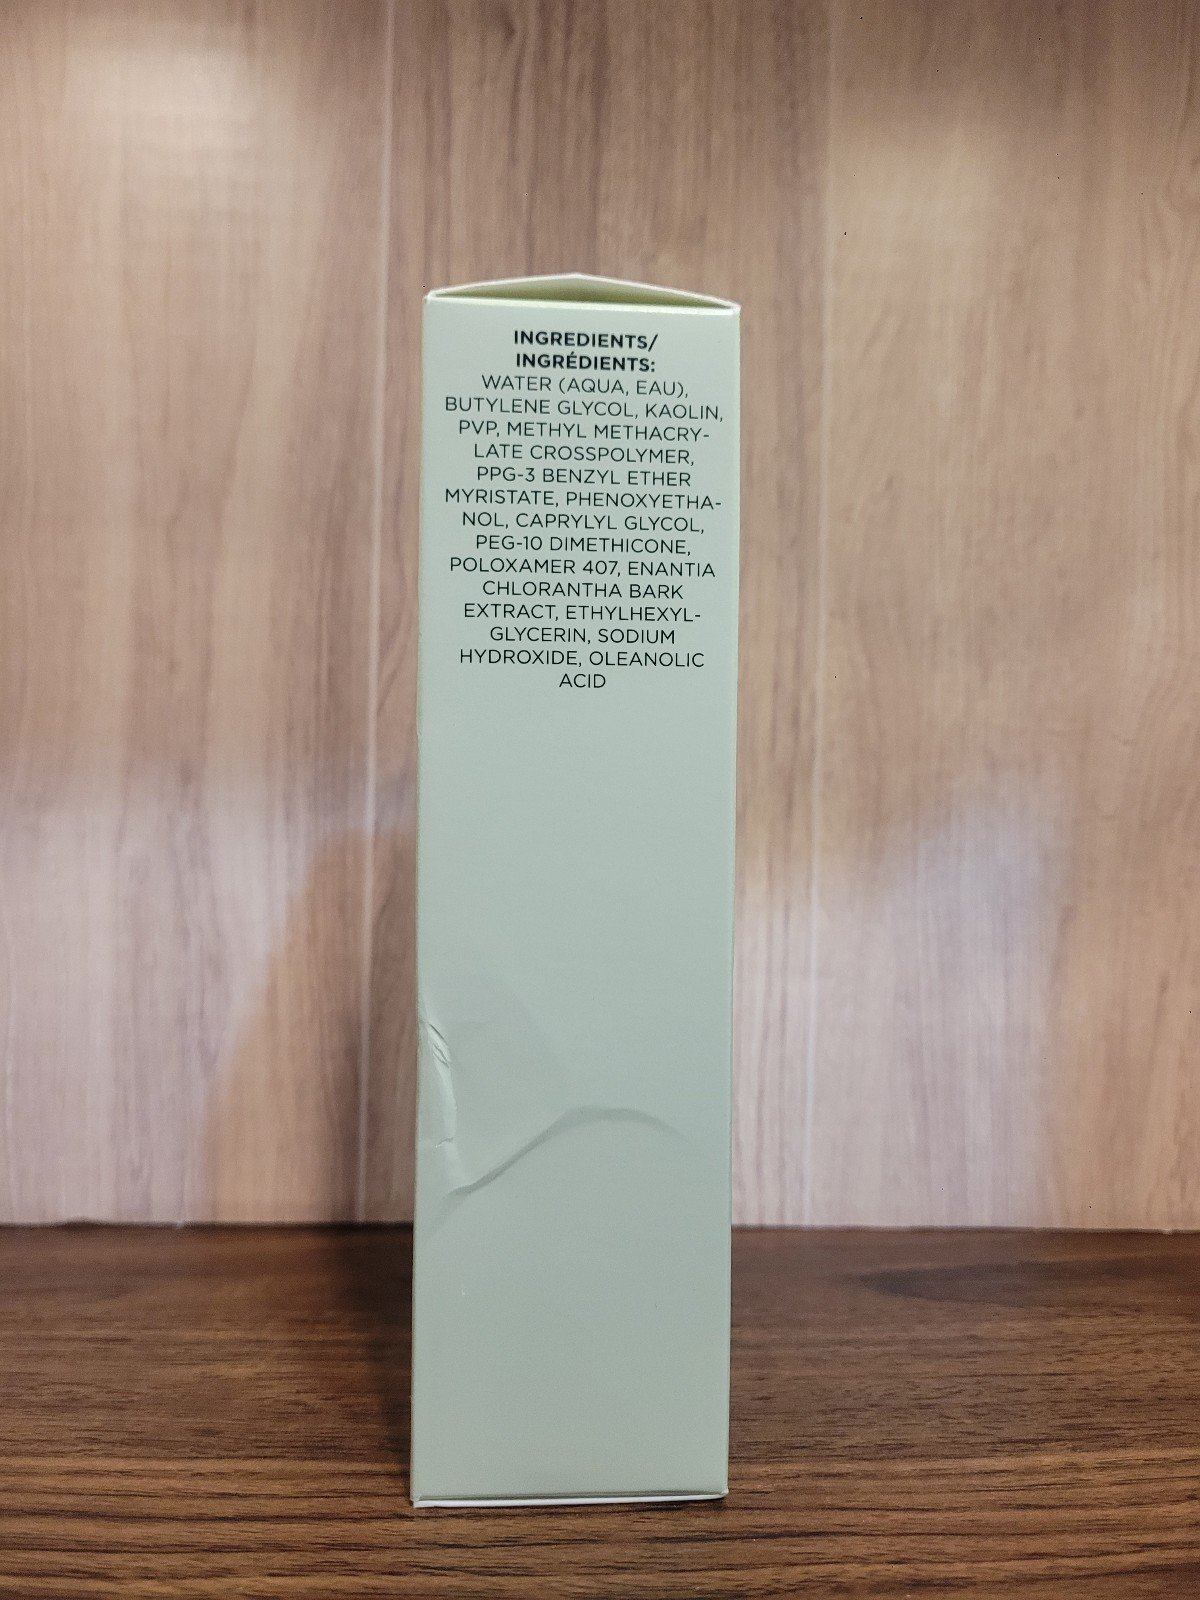 INGREDIENTS/
INGRÉDIENTS:
WATER (AQUA, EAU),
BUTYLENE GLYCOL, KAOLIN,
PVP, METHYL METHACRY-
LATE CROSSPOLYMER,
PPG-3 BENZYL ETHER
MYRISTATE, PHENOXYETHA-
NOL, CAPRYLYL GLYCOL,
PEG-10 DIMETHICONE,
POLOXAMER 407, ENANTIA
CHLORANTHA BARK
EXTRACT, ETHYLHEXYL-
GLYCERIN, SODIUM
HYDROXIDE, OLEANOLIC
ACID